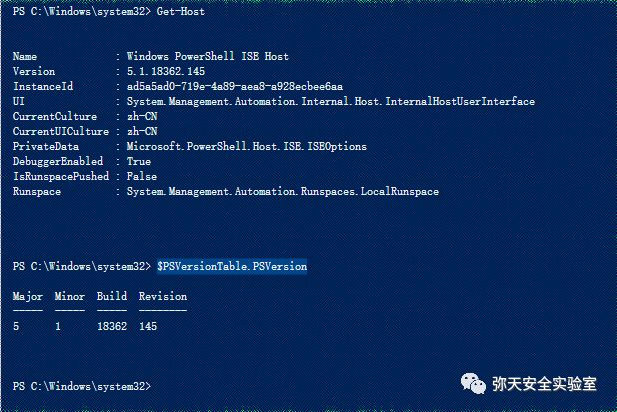 PS C:\Windows\system32> Get-Host
Name : Windows PowerShell ISE Host
Version : 5.1.18362.145
InstanceId : ad5a5ad0-719e-4a89-aea8-a928ecbee6aa
UI : System.Management.Automation.Internal.Host.InternalHostUserInterface
CurrentCulture : zh-CN
CurrentUICulture : zh-CN
PrivateData : Microsoft.PowerShell.Host.ISE.ISEOptions
DebuggerEnabled : True
IsRunspacePushed : False
Runspace : System.Management.Automation.Runspaces.LocalRunspace
PS C:\Windows\system32> $PSVersionTable.PSVersion
Major Minor Build Revision
----- ----- ----- --------
5 1 18362 145
PS C:\Windows\system32>
弥天安全实验室